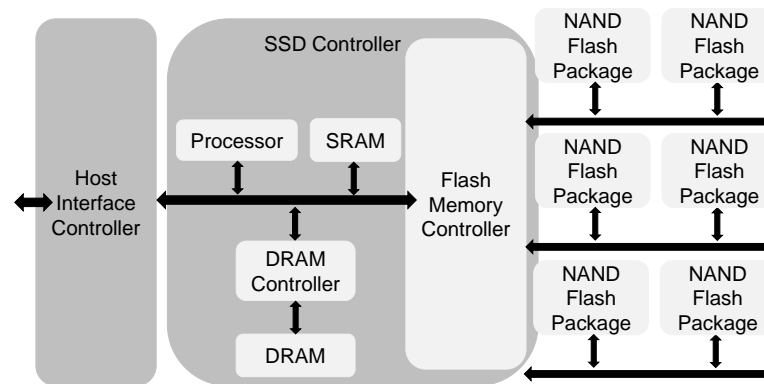 SSD Controller
NAND
Flash
Package
NAND
Flash
Package
Processor
SRAM
Host
Interface
Controller
Flash
Memory
Controller
NAND
Flash
Package
NAND
Flash
Package
DRAM
Controller
DRAM
NAND
Flash
Package
NAND
Flash
Package